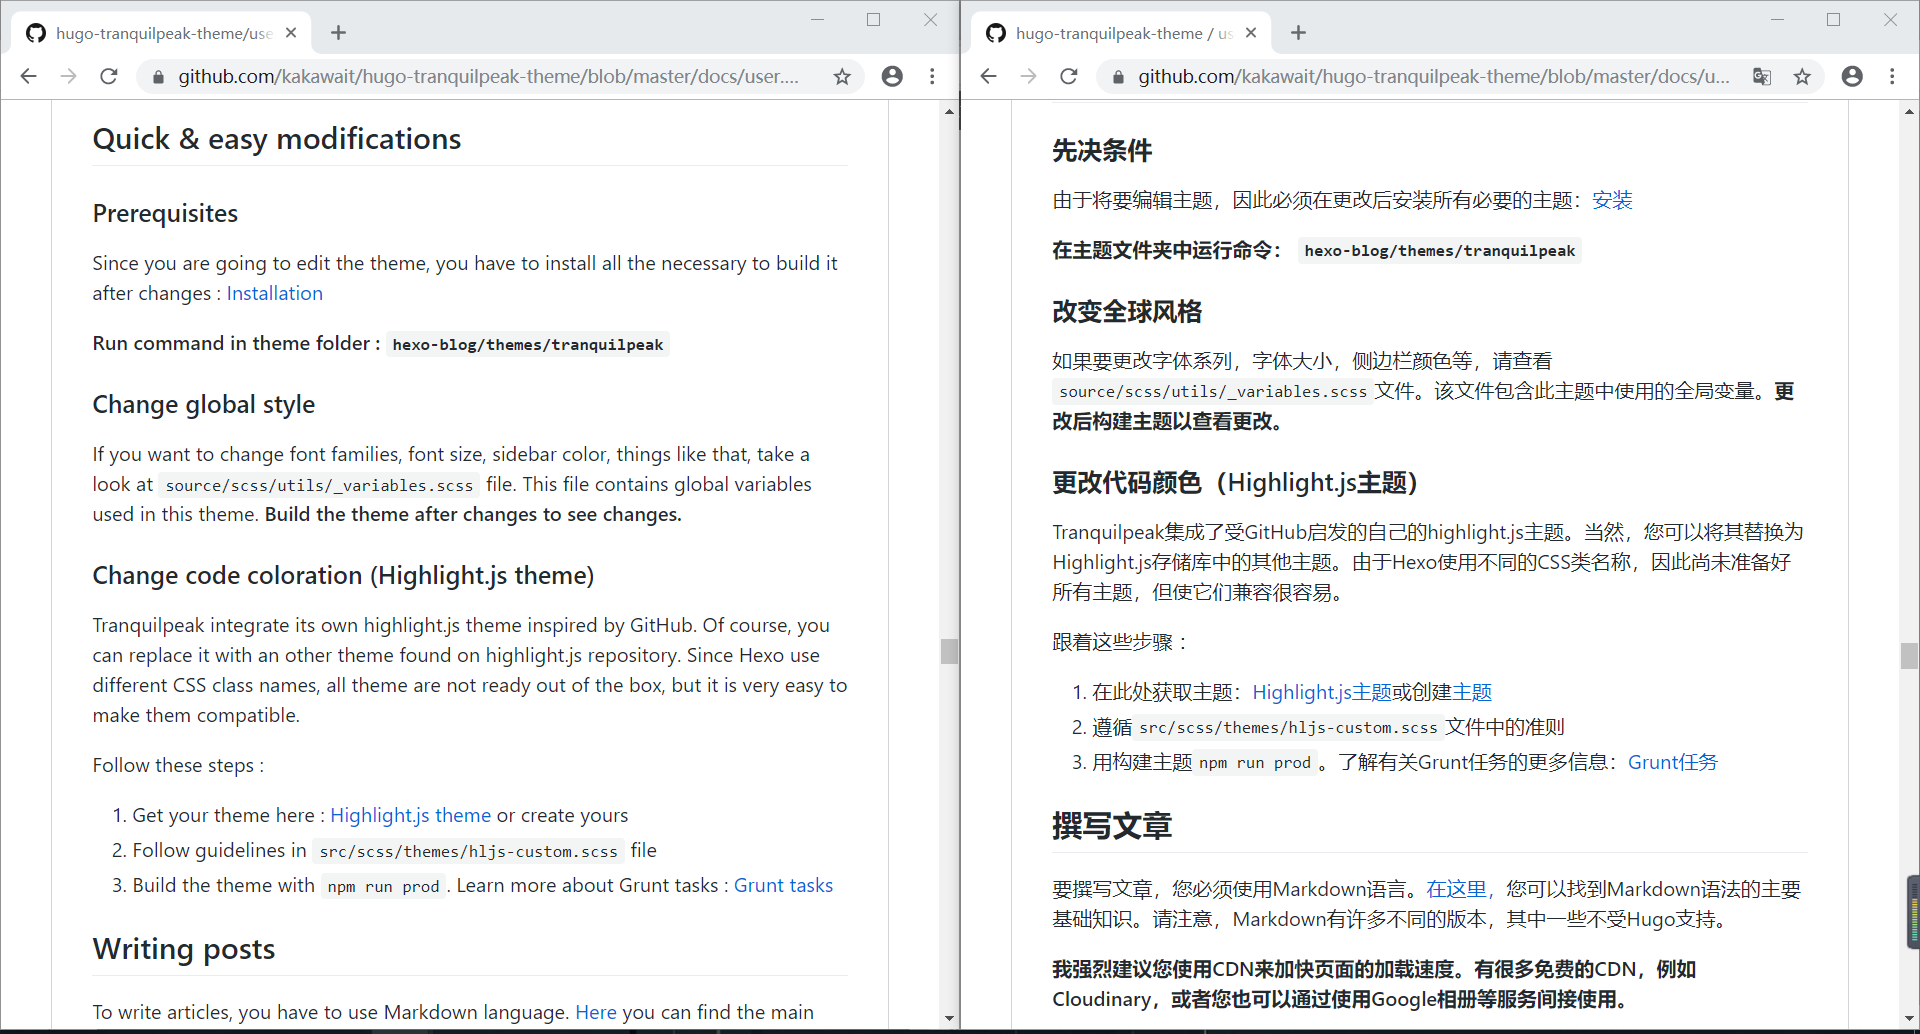 hugo-tranquilpeak-theme/use
github.com/kakawait/hugo-tranquilpeak-theme/blob/master/docs/user....
Quick & easy modifications
Prerequisites
Since you are going to edit the theme, you have to install all the necessary to build it
after changes : Installation
Run command in theme folder : hexo-blog/themes/tranquilpeak
Change global style
If you want to change font families, font size, sidebar color, things like that, take a
look at source/scss/utils/_variables.scss file. This file contains global variables
used in this theme. Build the theme after changes to see changes.
Change code coloration (Highlight.js theme)
Tranquilpeak integrate its own highlight.js theme inspired by GitHub. Of course, you
can replace it with an other theme found on highlight.js repository. Since Hexo use
different CSS class names, all theme are not ready out of the box, but it is very easy to
make them compatible.
Follow these steps :
1. Get your theme here : Highlight.js theme or create yours
2. Follow guidelines in src/scss/themes/hljs-custom.scss file
3. Build the theme with npm run prod. Learn more about Grunt tasks : Grunt tasks
Writing posts
To write articles, you have to use Markdown language. Here you can find the main
hugo-tranquilpeak-theme / us
github.com/kakawait/hugo-tranquilpeak-theme/blob/master/docs/u...
先决条件
由于将要编辑主题，因此必须在更改后安装所有必要的主题：安装
在主题文件夹中运行命令： hexo-blog/themes/tranquilpeak
改变全球风格
如果要更改字体系列，字体大小，侧边栏颜色等，请查看
source/scss/utils/_variables.scss文件。该文件包含此主题中使用的全局变量。更
改后构建主题以查看更改。
更改代码颜色（Highlight.js主题）
Tranquilpeak集成了受GitHub启发的自己的highlight.js主题。当然，您可以将其替换为
Highlight.js存储库中的其他主题。由于Hexo使用不同的CSS类名称，因此尚未准备好
所有主题，但使它们兼容很容易。
跟着这些步骤：
1. 在此处获取主题：Highlight.js主题或创建主题
2. 遵循src/scss/themes/hljs-custom.scss文件中的准则
3. 用构建主题npm run prod。了解有关Grunt任务的更多信息：Grunt任务
撰写文章
要撰写文章，您必须使用Markdown语言。在这里，您可以找到Markdown语法的主要
基础知识。请注意，Markdown有许多不同的版本，其中一些不受Hugo支持。
我强烈建议您使用CDN来加快页面的加载速度。有很多免费的CDN，例如
Cloudinary，或者您也可以通过使用Google相册等服务间接使用。